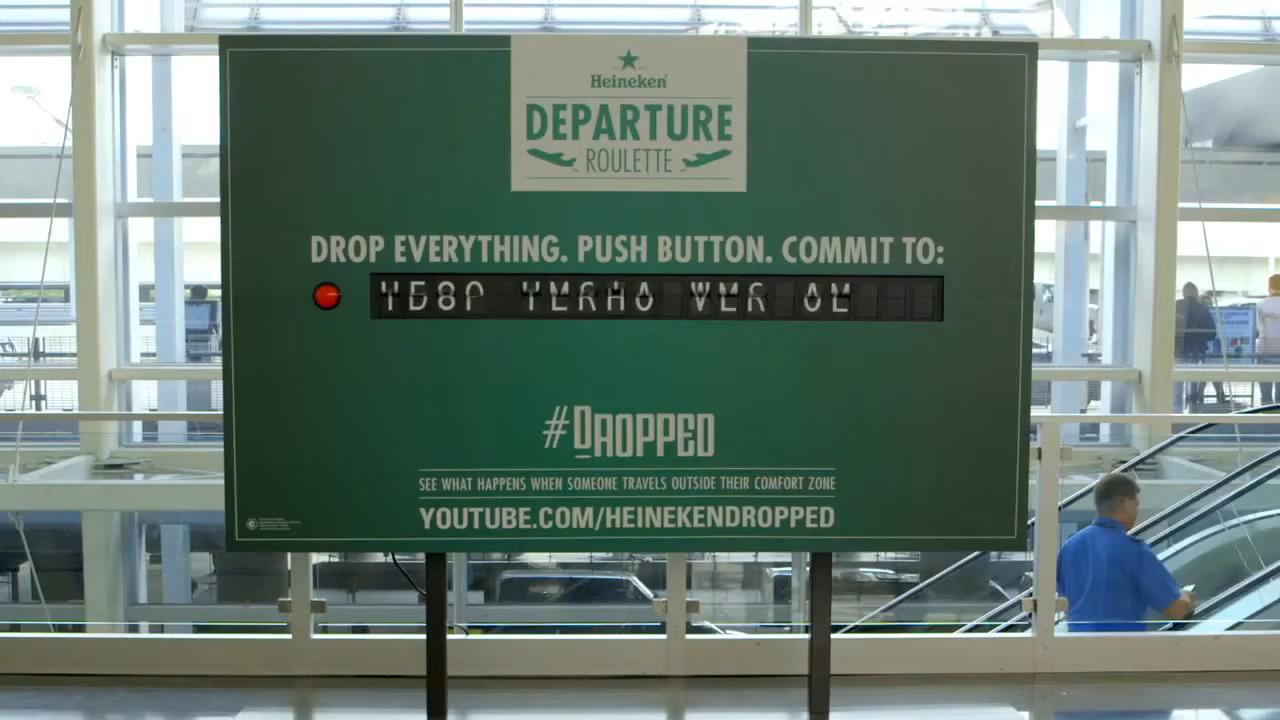 Heineken
DEPARTURE
ROULETTE
DROP EVERYTHING. PUSH BUTTON. COMMIT TO:
#DROPPED
SEE WHAT HAPPENS WHEN SOMEONE TRAVELS OUTSIDE THEIR COMFORT ZONE
YOUTUBE.COM/HEINEKENDROPPED